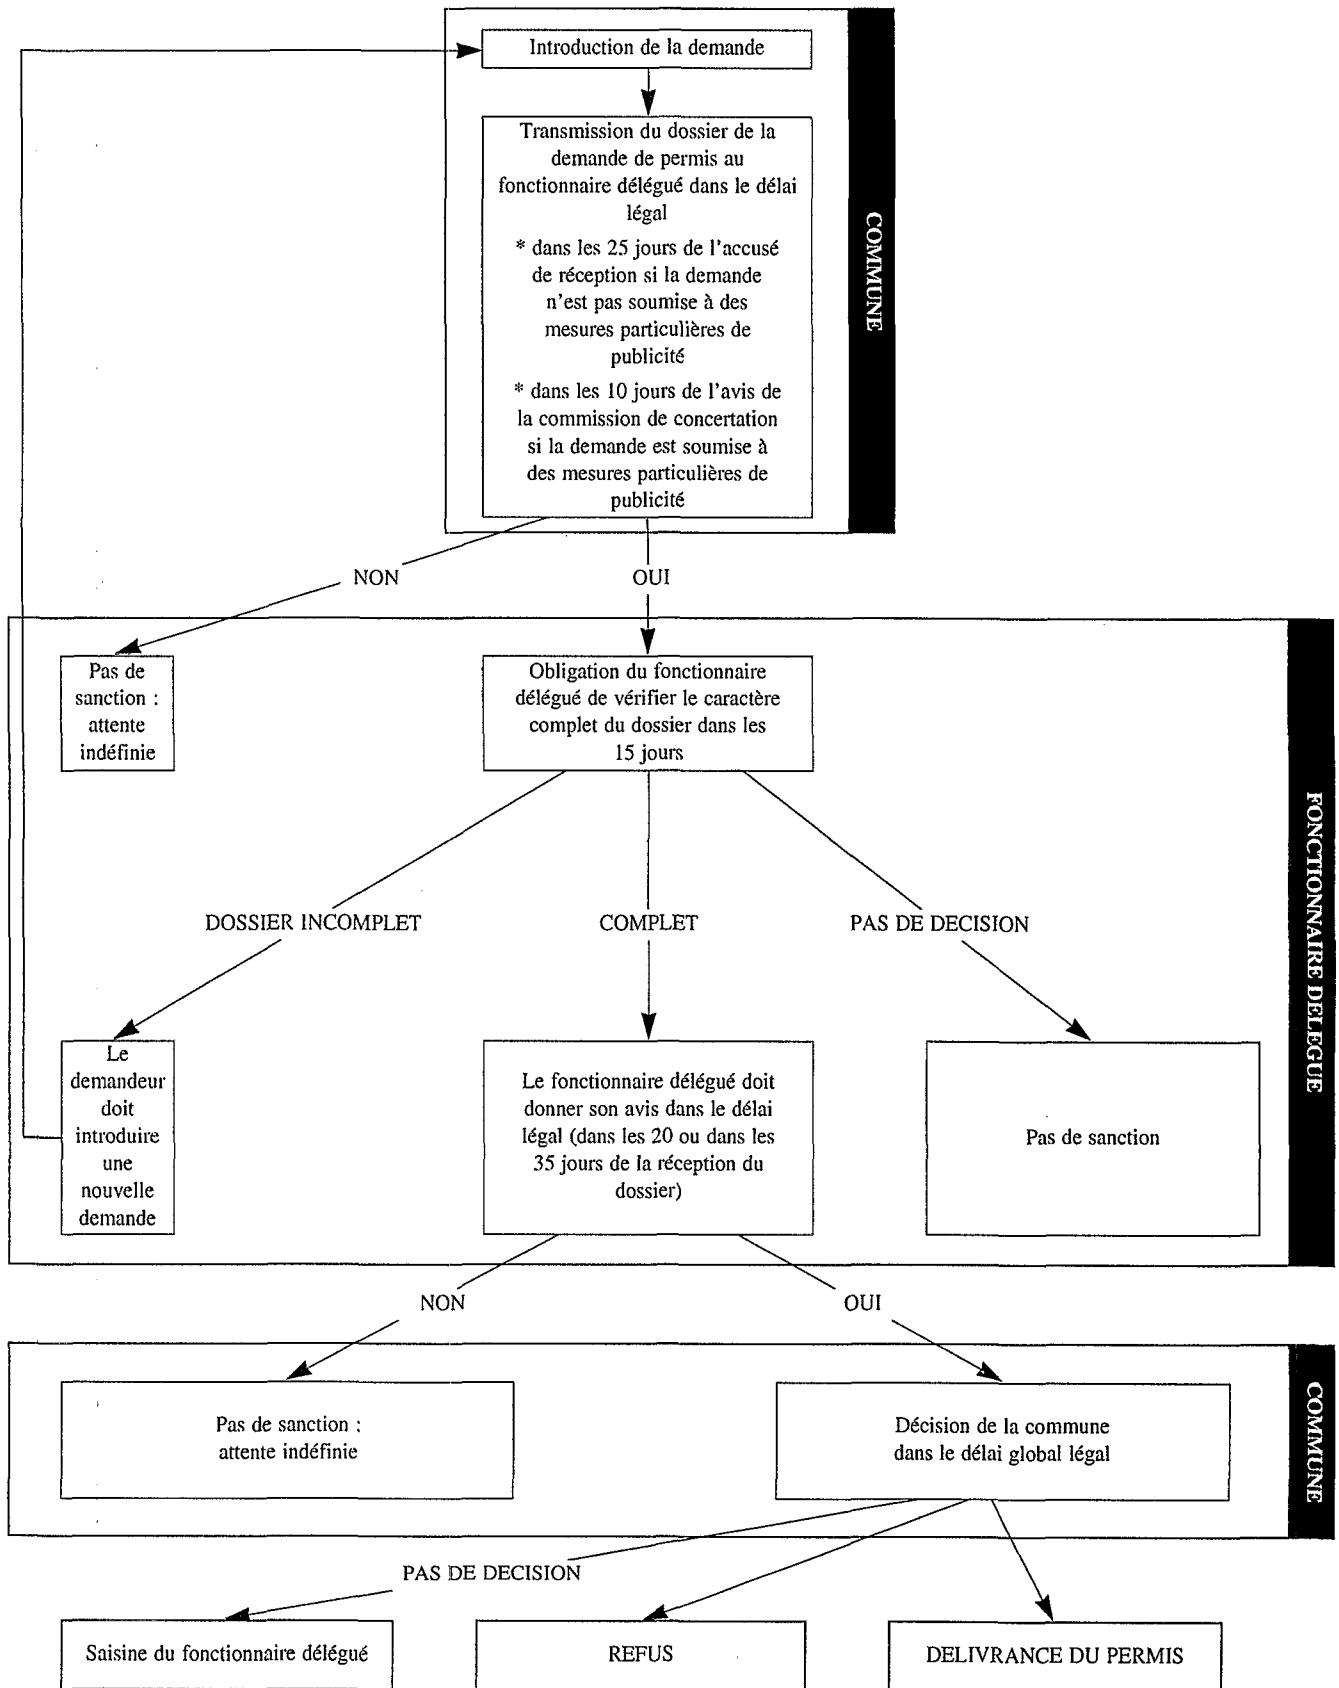 Introduction de la demande
Transmission du dossier de la
demande de permis au
fonctionnaire délégué dans le délai
légal
* dans les 25 jours de l'accusé
de réception si la demande
n'est pas soumise à des
mesures particulières de
publicité
* dans les 10 jours de l'avis de
la commission de concertation
si la demande est soumise à
des mesures particulières de
publicité
COMMUNE
NON
OUI
Pas de
sanction :
attente
indéfinie
Obligation du fonctionnaire
délégué de vérifier le caractère
complet du dossier dans les
15 jours
FONCTIONNAIRE DELEGUE
DOSSIER INCOMPLET
COMPLET
PAS DE DECISION
Le
demandeur
doit
introduire
une
nouvelle
demande
Le fonctionnaire délégué doit
donner son avis dans le délai
légal (dans les 20 ou dans les
35 jours de la réception du
dossier)
Pas de sanction
NON
OUI
Pas de sanction :
attente indéfinie
Décision de la commune
dans le délai global légal
COMMUNE
PAS DE DECISION
Saisine du fonctionnaire délégué
REFUS
DELIVRANCE DU PERMIS